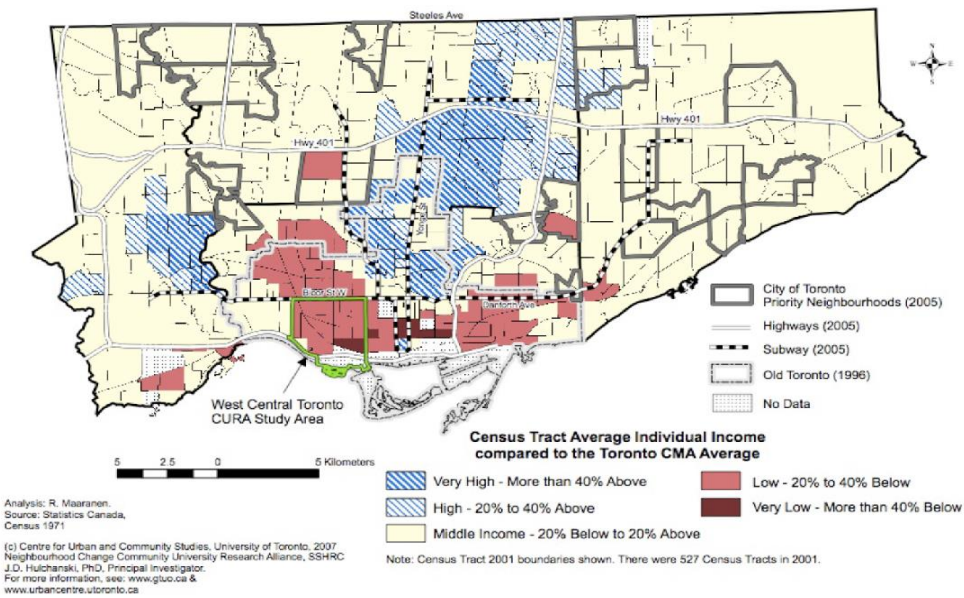 Steeles Ave
N
W E
S
Hwy 401
Hwy 401
Yonge St
Bloor St W
Danforth Ave
West Central Toronto
CURA Study Area
City of Toronto
Priority Neighbourhoods (2005)
Highways (2005)
Subway (2005)
Old Toronto (1996)
No Data
5 2.5 0 5 Kilometers
Census Tract Average Individual Income
compared to the Toronto CMA Average
Very High - More than 40% Above
Low - 20% to 40% Below
High - 20% to 40% Above
Very Low - More than 40% Below
Middle Income - 20% Below to 20% Above
Note: Census Tract 2001 boundaries shown. There were 527 Census Tracts in 2001.
Analysis: R. Maaranen.
Source: Statistics Canada,
Census 1971
(c) Centre for Urban and Community Studies, University of Toronto, 2007
Neighbourhood Change Community University Research Alliance, SSHRC
J.D. Hulchanski, PhD, Principal Investigator.
For more information, see: www.gtuo.ca &
www.urbancentre.utoronto.ca